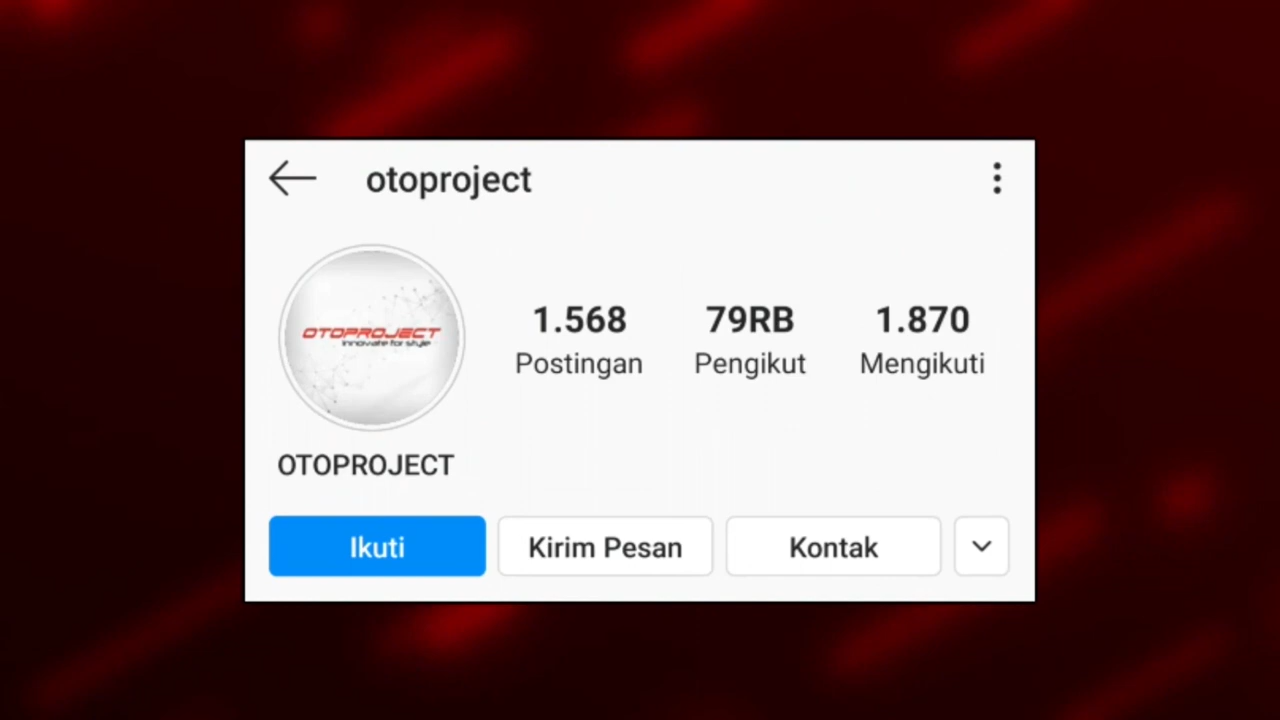 otoproject
OTOPROJECT
innovate for style
1.568 79RB 1.870
Postingan Pengikut Mengikuti
OTOPROJECT
Ikuti Kirim Pesan Kontak